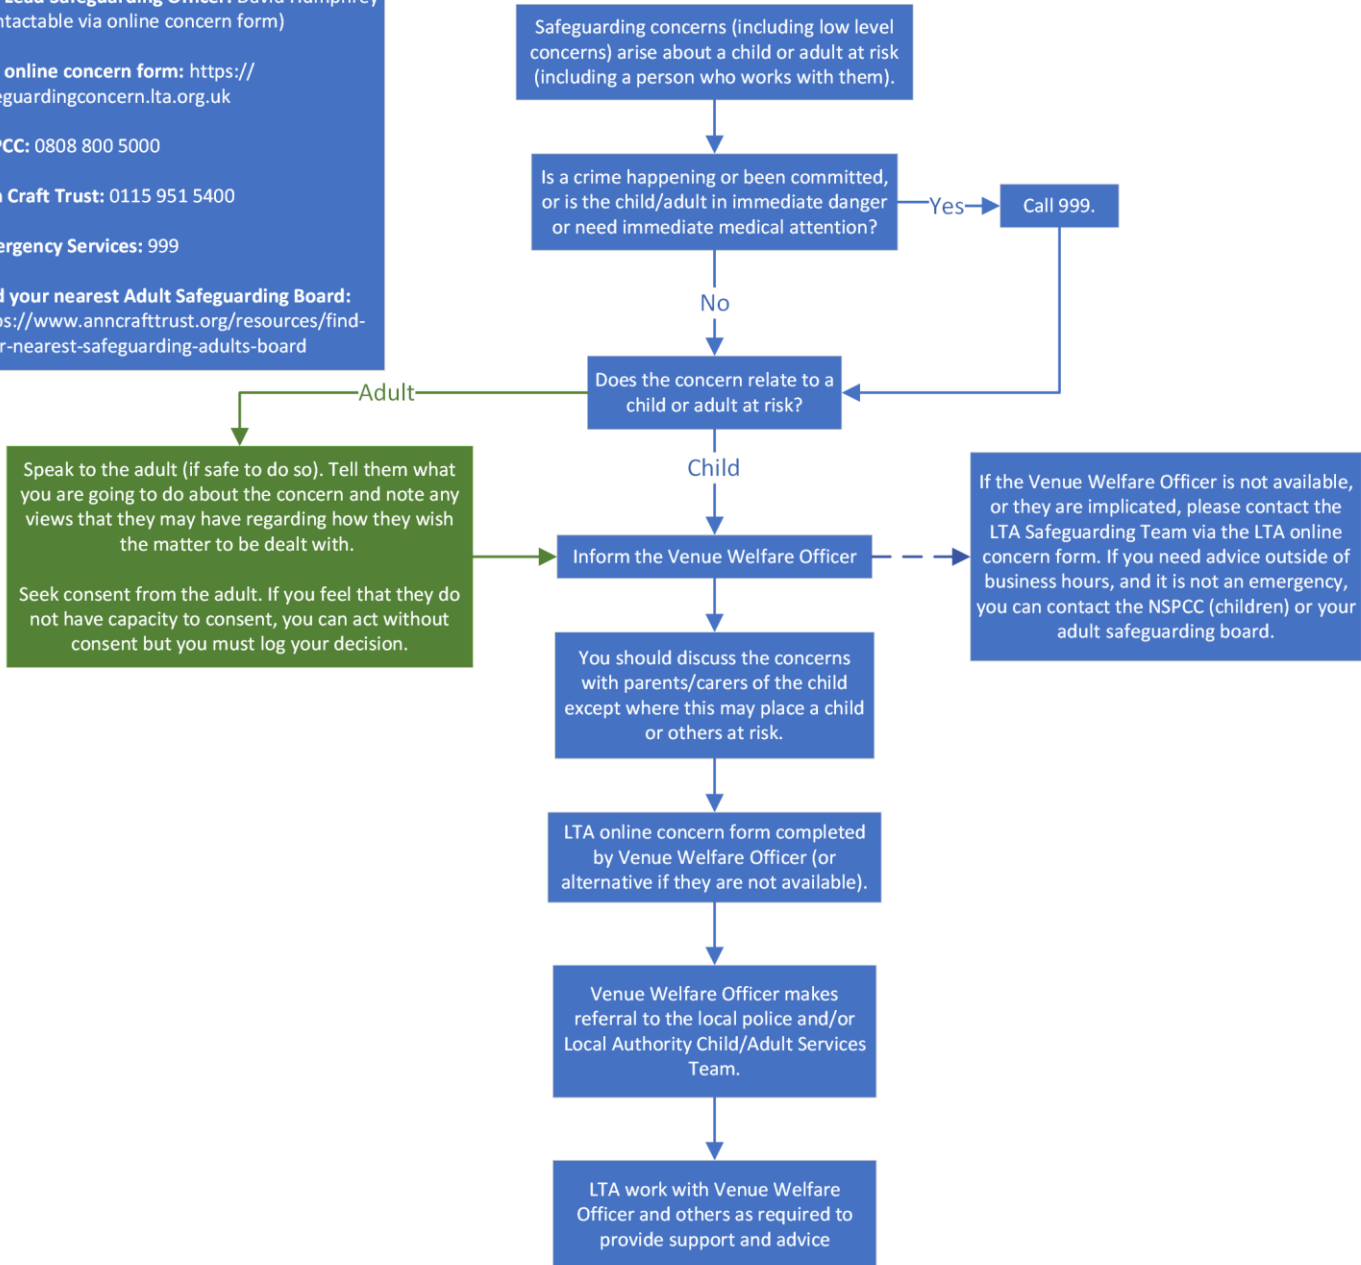 Lead Safeguarding Officer: David Humphrey
ntactable via online concern form)
online concern form: https://
eguardingconcern.lta.org.uk
PCC: 0808 800 5000
n Craft Trust: 0115 951 5400
ergency Services: 999
d your nearest Adult Safeguarding Board:
ps://www.anncrafttrust.org/resources/find-
r-nearest-safeguarding-adults-board
Safeguarding concerns (including low level
concerns) arise about a child or adult at risk
(including a person who works with them).
Is a crime happening or been committed,
or is the child/adult in immediate danger
or need immediate medical attention?
Yes
Call 999.
No
Does the concern relate to a
child or adult at risk?
Adult
Child
Speak to the adult (if safe to do so). Tell them what
you are going to do about the concern and note any
views that they may have regarding how they wish
the matter to be dealt with.
Seek consent from the adult. If you feel that they do
not have capacity to consent, you can act without
consent but you must log your decision.
Inform the Venue Welfare Officer
If the Venue Welfare Officer is not available,
or they are implicated, please contact the
LTA Safeguarding Team via the LTA online
concern form. If you need advice outside of
business hours, and it is not an emergency,
you can contact the NSPCC (children) or your
adult safeguarding board.
You should discuss the concerns
with parents/carers of the child
except where this may place a child
or others at risk.
LTA online concern form completed
by Venue Welfare Officer (or
alternative if they are not available).
Venue Welfare Officer makes
referral to the local police and/or
Local Authority Child/Adult Services
Team.
LTA work with Venue Welfare
Officer and others as required to
provide support and advice